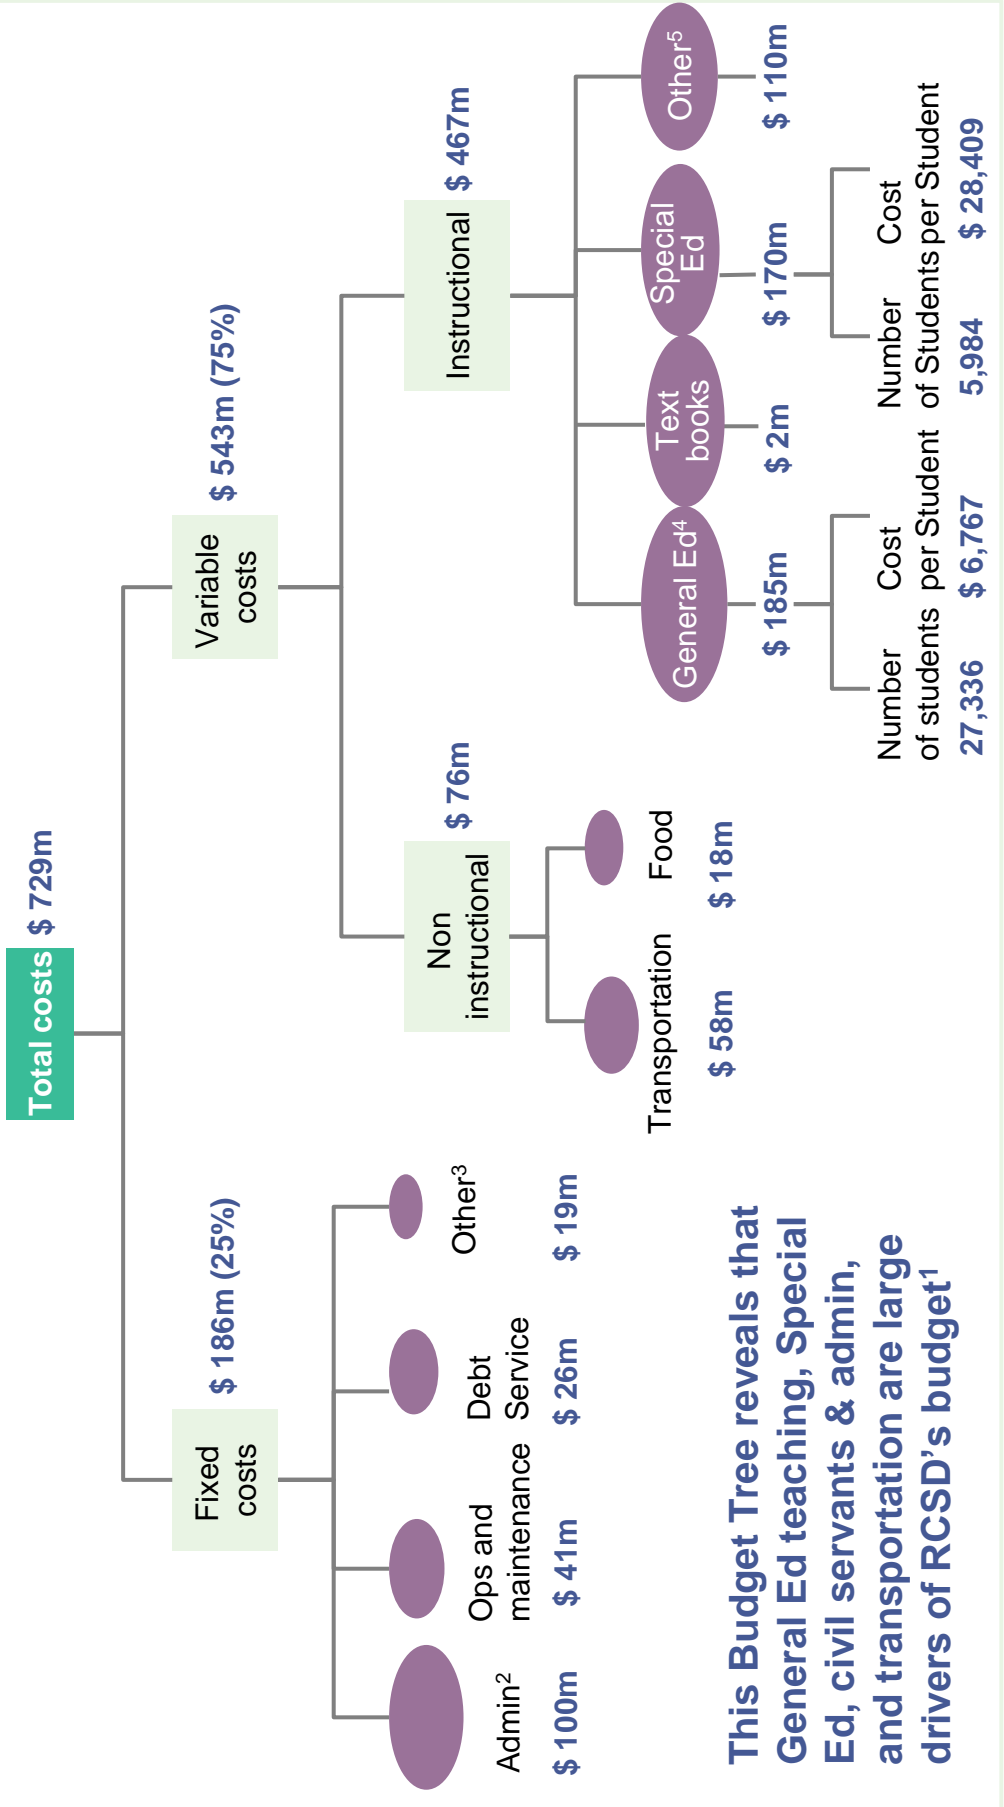 Total costs $ 729m
Fixed
costs
$ 186m (25%)
Variable
costs
$ 543m (75%)
Admin²
$ 100m
Ops and
maintenance
$ 41m
Debt
Service
$ 26m
Other³
$ 19m
Non
instructional
$ 76m
Transportation
$ 58m
Food
$ 18m
Instructional
$ 467m
General Ed⁴
$ 185m
Text
books
$ 2m
Special
Ed
$ 170m
Other⁵
$ 110m
Number
of students
27,336
Cost
per Student
$ 6,767
Number
of Students
5,984
Cost
per Student
$ 28,409
This Budget Tree reveals that
General Ed teaching, Special
Ed, civil servants & admin,
and transportation are large
drivers of RCSD’s budget¹